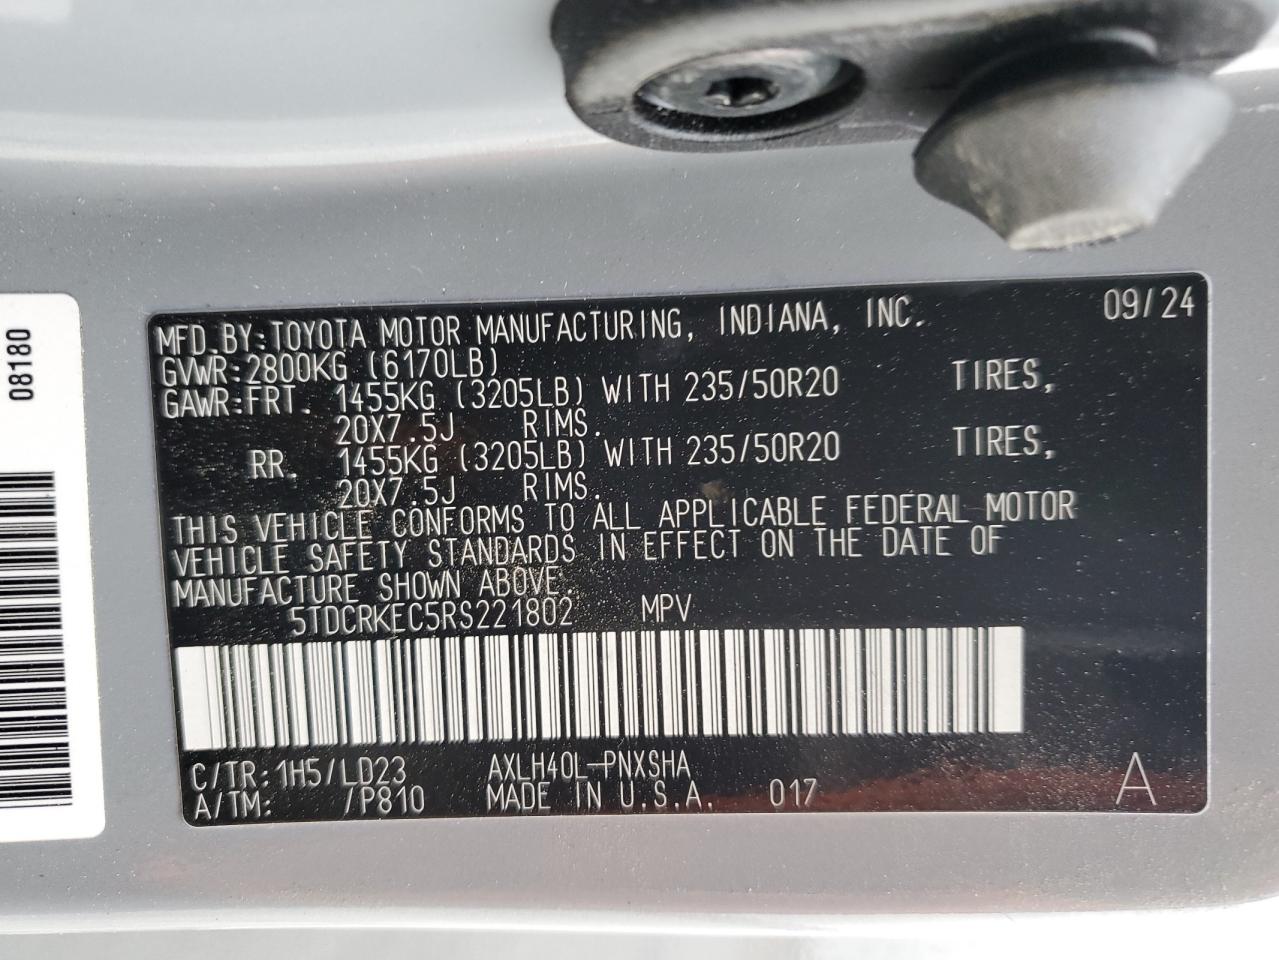 MFD.BY:TOYOTA MOTOR MANUFACTURING, INDIANA, INC. 09/24
GVWR:2800KG (6170LB)
GAWR:FRT. 1455KG (3205LB) WITH 235/50R20 TIRES,
20X7.5J RIMS.
RR. 1455KG (3205LB) WITH 235/50R20 TIRES,
20X7.5J RIMS.
THIS VEHICLE CONFORMS TO ALL APPLICABLE FEDERAL MOTOR
VEHICLE SAFETY STANDARDS IN EFFECT ON THE DATE OF
MANUFACTURE SHOWN ABOVE.
5TDCRKEC5RS221802 MPV
C/TR:1H5/LD23 AXLH40L-PNXSHA
A/TM: /P810 MADE IN U.S.A. 017 A
08180